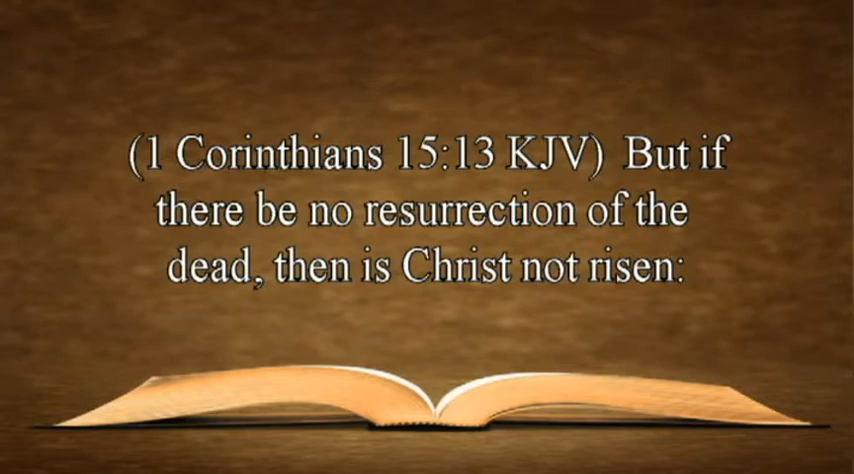 (1 Corinthians 15:13 KJV)  But if
there be no resurrection of the
dead, then is Christ not risen: